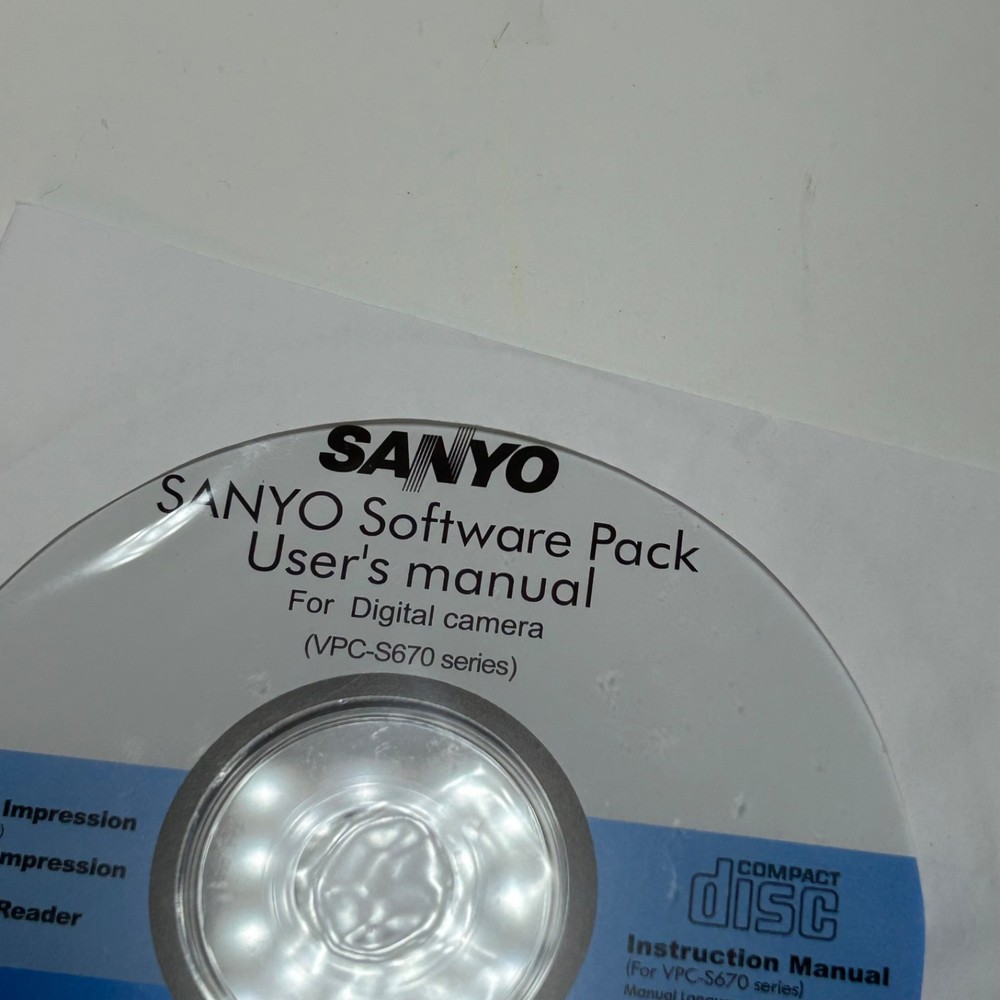 SANYO
SANYO Software Pack
User's manual
For Digital camera
(VPC-S670 series)
Impression
)
mpression
Reader
COMPACT
disc
Instruction Manual
(For VPC-S670 series)
Manual